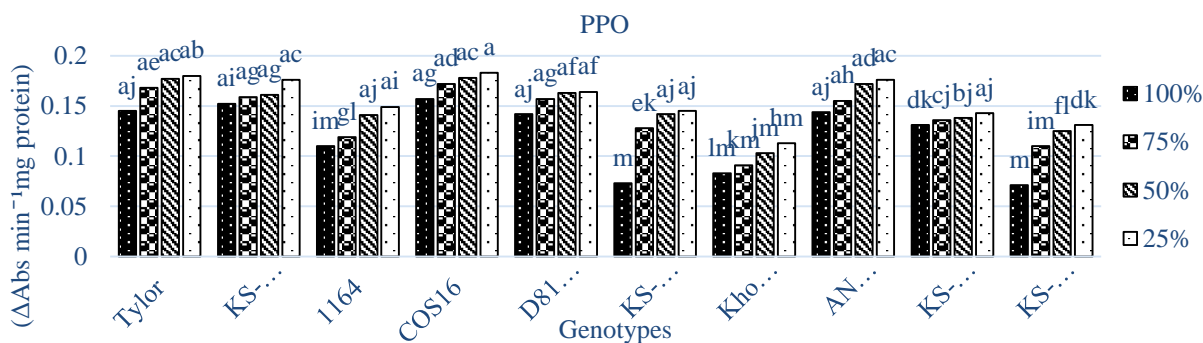 PPO
(ΔAbs min⁻¹mg protein)
0.2
0.15
0.1
0.05
0
aj ae ac ab
ai ag ag ac
im gl aj ai
ag ad ac a
aj ag af af
m ek aj aj
lm km jm hm
aj ah ad ac
dk cj bj aj
m im fl dk
Tylor
KS-…
1164
COS16
D81…
KS-…
Kho…
AN…
KS-…
KS-…
Genotypes
100%
75%
50%
25%